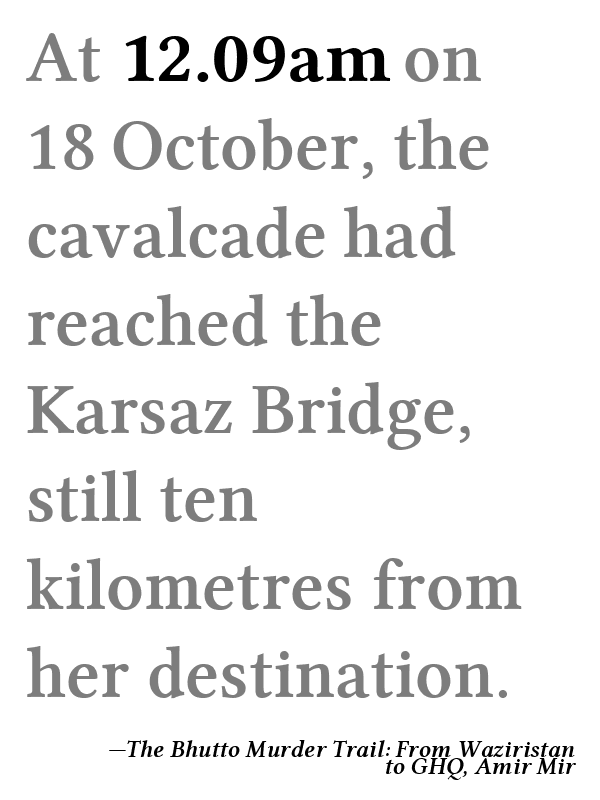 At 12.09am on
18 October, the
cavalcade had
reached the
Karsaz Bridge,
still ten
kilometres from
her destination.
—The Bhutto Murder Trail: From Waziristan
to GHQ, Amir Mir